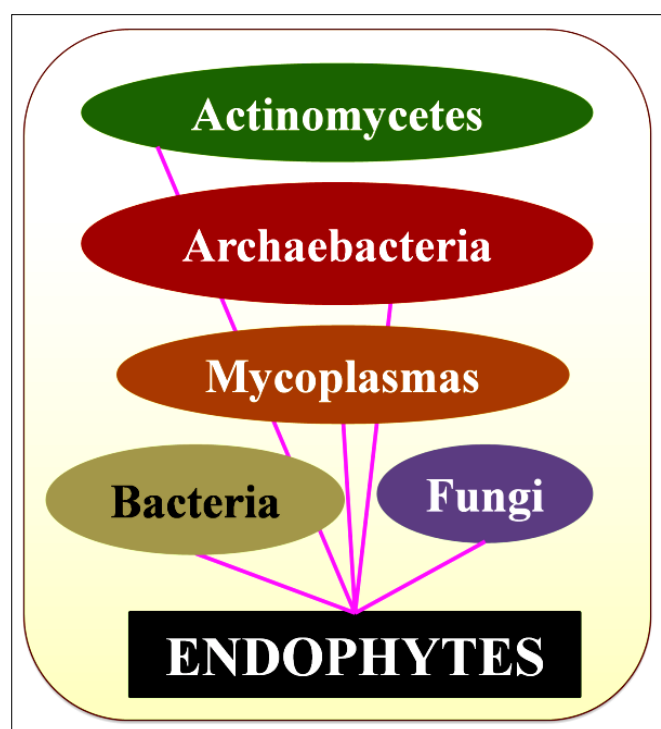 Actinomycetes
Archaebacteria
Mycoplasmas
Bacteria
Fungi
ENDOPHYTES